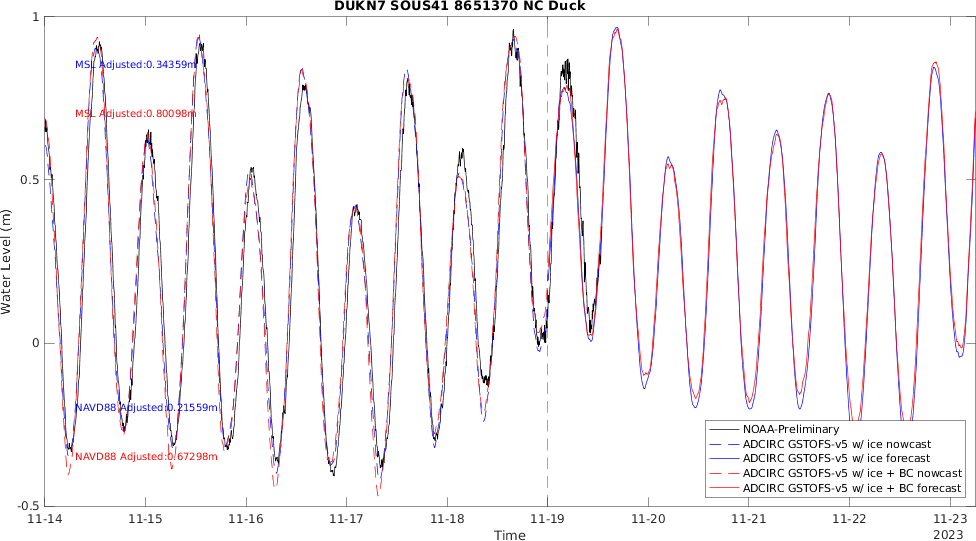 DUKN7 SOUS41 8651370 NC Duck
1
0.5
0
-0.5
Water Level (m)
MSL Adjusted:0.34359m
MSL Adjusted:0.80098m
NAVD88 Adjusted:0.21559m
NAVD88 Adjusted:0.67298m
NOAA-Preliminary
ADCIRC GSTOFS-v5 w/ ice nowcast
ADCIRC GSTOFS-v5 w/ ice forecast
ADCIRC GSTOFS-v5 w/ ice + BC nowcast
ADCIRC GSTOFS-v5 w/ ice + BC forecast
11-14 11-15 11-16 11-17 11-18 11-19 11-20 11-21 11-22 11-23
Time
2023